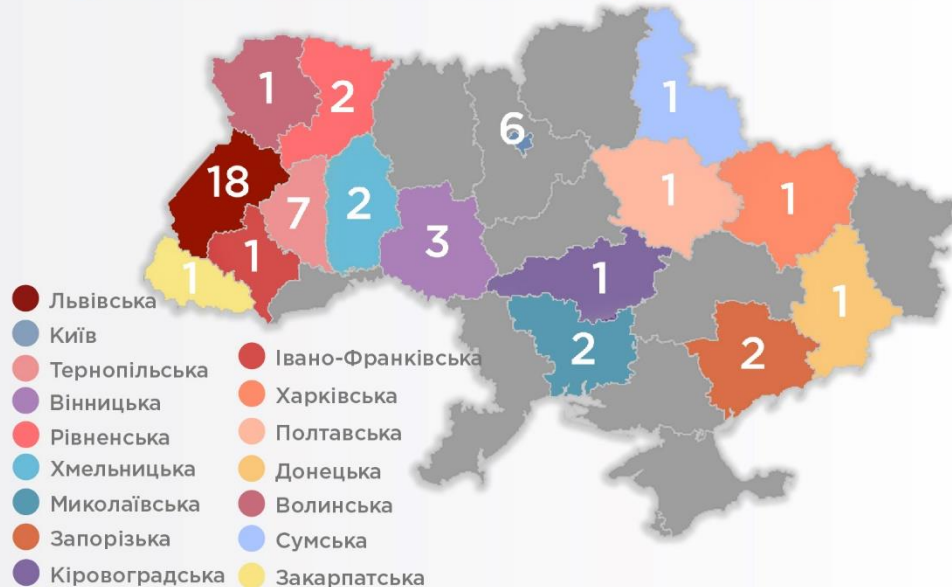 1
2
6
1
18
7
2
1
1
3
1
1
1
1
2
2
Львівська
Київ
Тернопільська
Вінницька
Рівненська
Хмельницька
Миколаївська
Запорізька
Кіровоградська
Івано-Франківська
Харківська
Полтавська
Донецька
Волинська
Сумська
Закарпатська